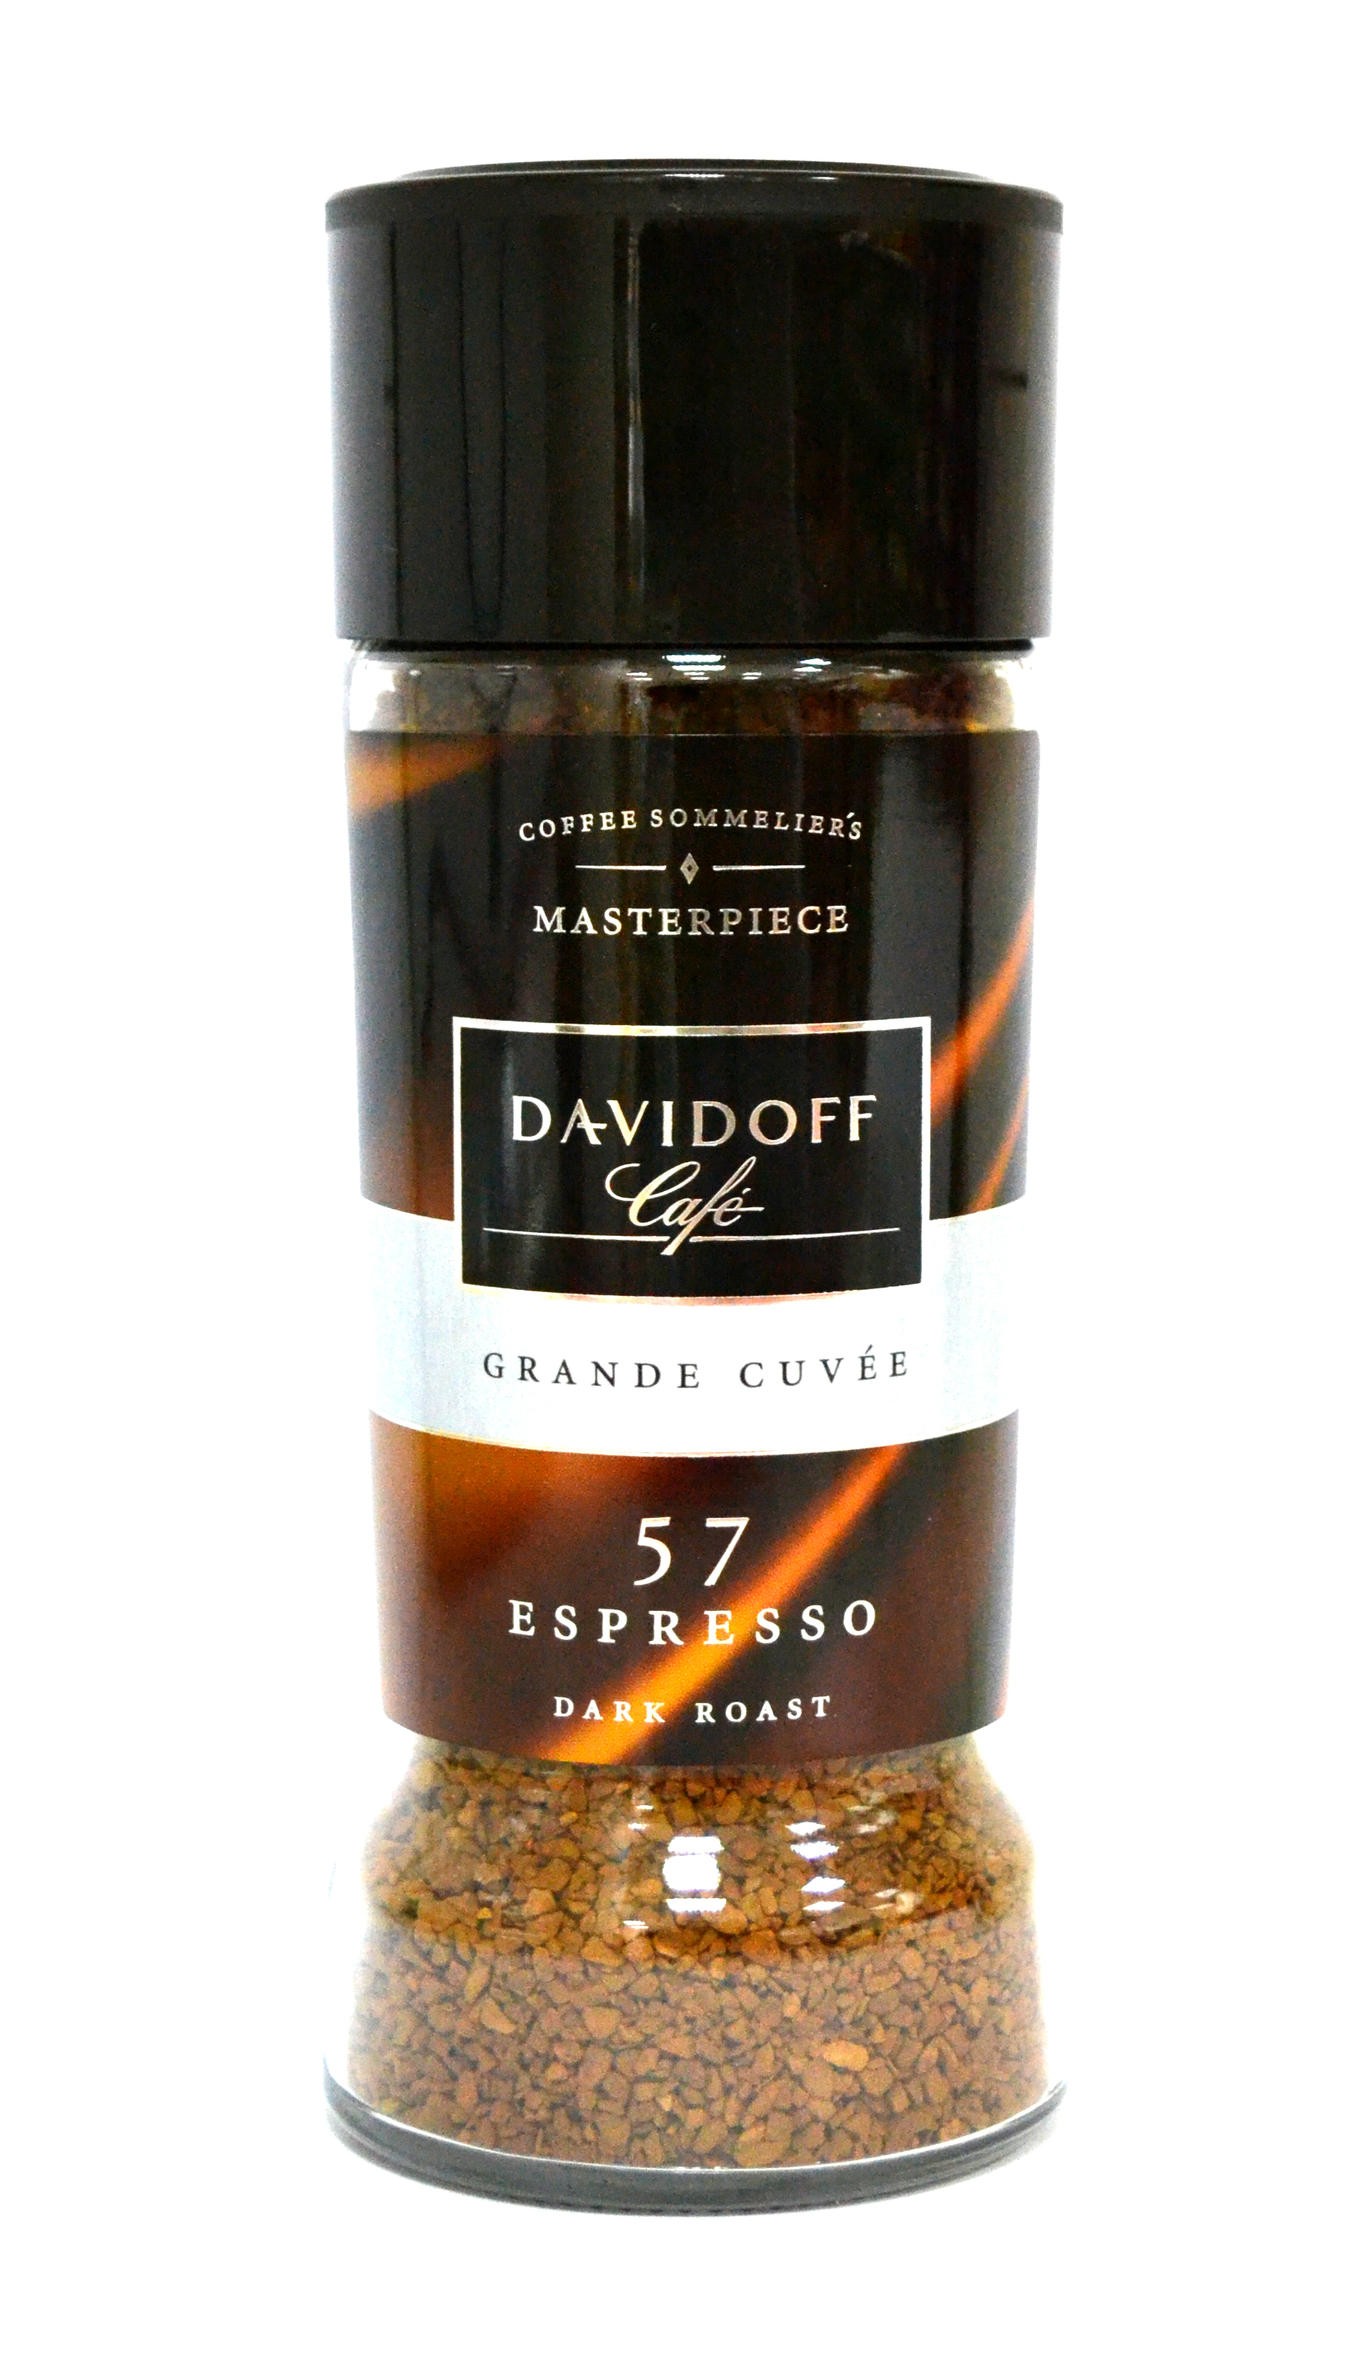 COFFEE SOMMELIER´S
MASTERPIECE
DAVIDOFF
Café
GRANDE CUVÉE
57
ESPRESSO
DARK ROAST